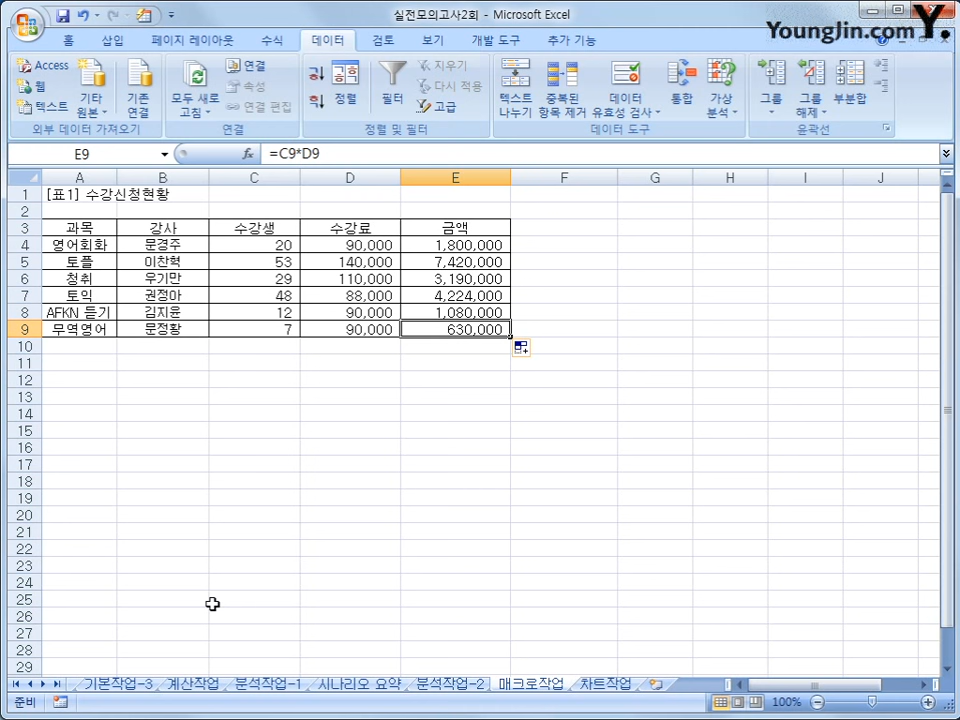 실전모의고사2회 - Microsoft Excel
YoungJin.com Y.
홈 삽입 페이지 레이아웃 수식 데이터 검토 보기 개발 도구 추가 기능
Access
웹
텍스트
기타 원본
기존 연결
모두 새로 고침
연결
속성
연결 편집
정렬
필터
지우기
다시 적용
고급
텍스트 나누기
중복된 항목 제거
데이터 유효성 검사
통합
가상 분석
그룹
그룹 해제
부분합
외부 데이터 가져오기 연결 정렬 및 필터 데이터 도구 윤곽선
E9 fx =C9*D9
A B C D E F G H I J
1 [표1] 수강신청현황
2
3 과목 강사 수강생 수강료 금액
4 영어회화 문경주 20 90,000 1,800,000
5 토플 이찬혁 53 140,000 7,420,000
6 청취 우기만 29 110,000 3,190,000
7 토익 권정아 48 88,000 4,224,000
8 AFKN 듣기 김지윤 12 90,000 1,080,000
9 무역영어 문정황 7 90,000 630,000
10
11
12
13
14
15
16
17
18
19
20
21
22
23
24
25
26
27
28
29
기본작업-3 계산작업 분석작업-1 시나리오 요약 분석작업-2 매크로작업 차트작업
준비 100%